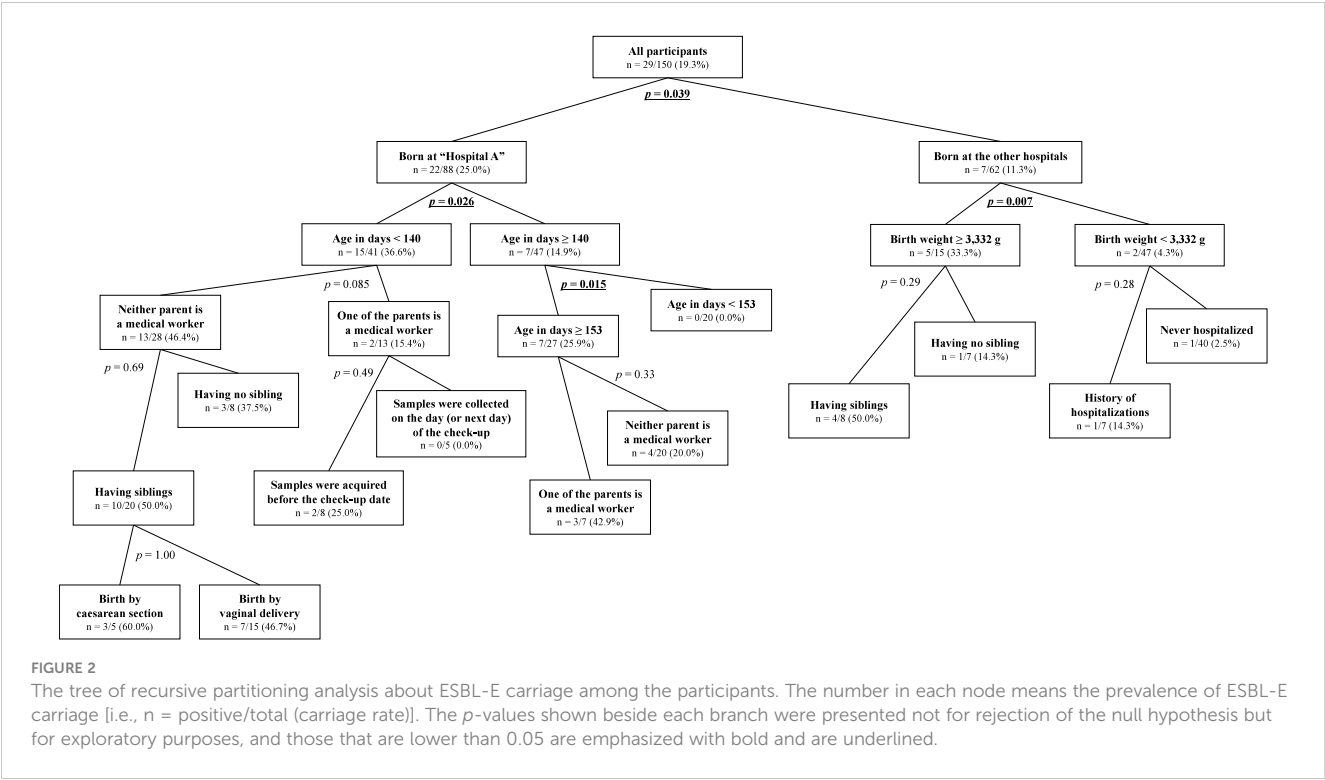 All participants
n = 29/150 (19.3%)
p = 0.039
Born at “Hospital A”
n = 22/88 (25.0%)
Born at the other hospitals
n = 7/62 (11.3%)
p = 0.026
p = 0.007
Age in days < 140
n = 15/41 (36.6%)
Age in days ≥ 140
n = 7/47 (14.9%)
Birth weight ≥ 3,332 g
n = 5/15 (33.3%)
Birth weight < 3,332 g
n = 2/47 (4.3%)
p = 0.085
p = 0.015
p = 0.29
p = 0.28
Neither parent is
a medical worker
n = 13/28 (46.4%)
One of the parents is
a medical worker
n = 2/13 (15.4%)
Age in days ≥ 153
n = 7/27 (25.9%)
Age in days < 153
n = 0/20 (0.0%)
Having no sibling
n = 1/7 (14.3%)
Never hospitalized
n = 1/40 (2.5%)
p = 0.69
p = 0.49
p = 0.33
Having no sibling
n = 3/8 (37.5%)
Samples were collected
on the day (or next day)
of the check-up
n = 0/5 (0.0%)
Neither parent is
a medical worker
n = 4/20 (20.0%)
Having siblings
n = 4/8 (50.0%)
History of
hospitalizations
n = 1/7 (14.3%)
Having siblings
n = 10/20 (50.0%)
Samples were acquired
before the check-up date
n = 2/8 (25.0%)
One of the parents is
a medical worker
n = 3/7 (42.9%)
p = 1.00
Birth by
caesarean section
n = 3/5 (60.0%)
Birth by
vaginal delivery
n = 7/15 (46.7%)
FIGURE 2
The tree of recursive partitioning analysis about ESBL-E carriage among the participants. The number in each node means the prevalence of ESBL-E
carriage [i.e., n = positive/total (carriage rate)]. The p-values shown beside each branch were presented not for rejection of the null hypothesis but
for exploratory purposes, and those that are lower than 0.05 are emphasized with bold and are underlined.